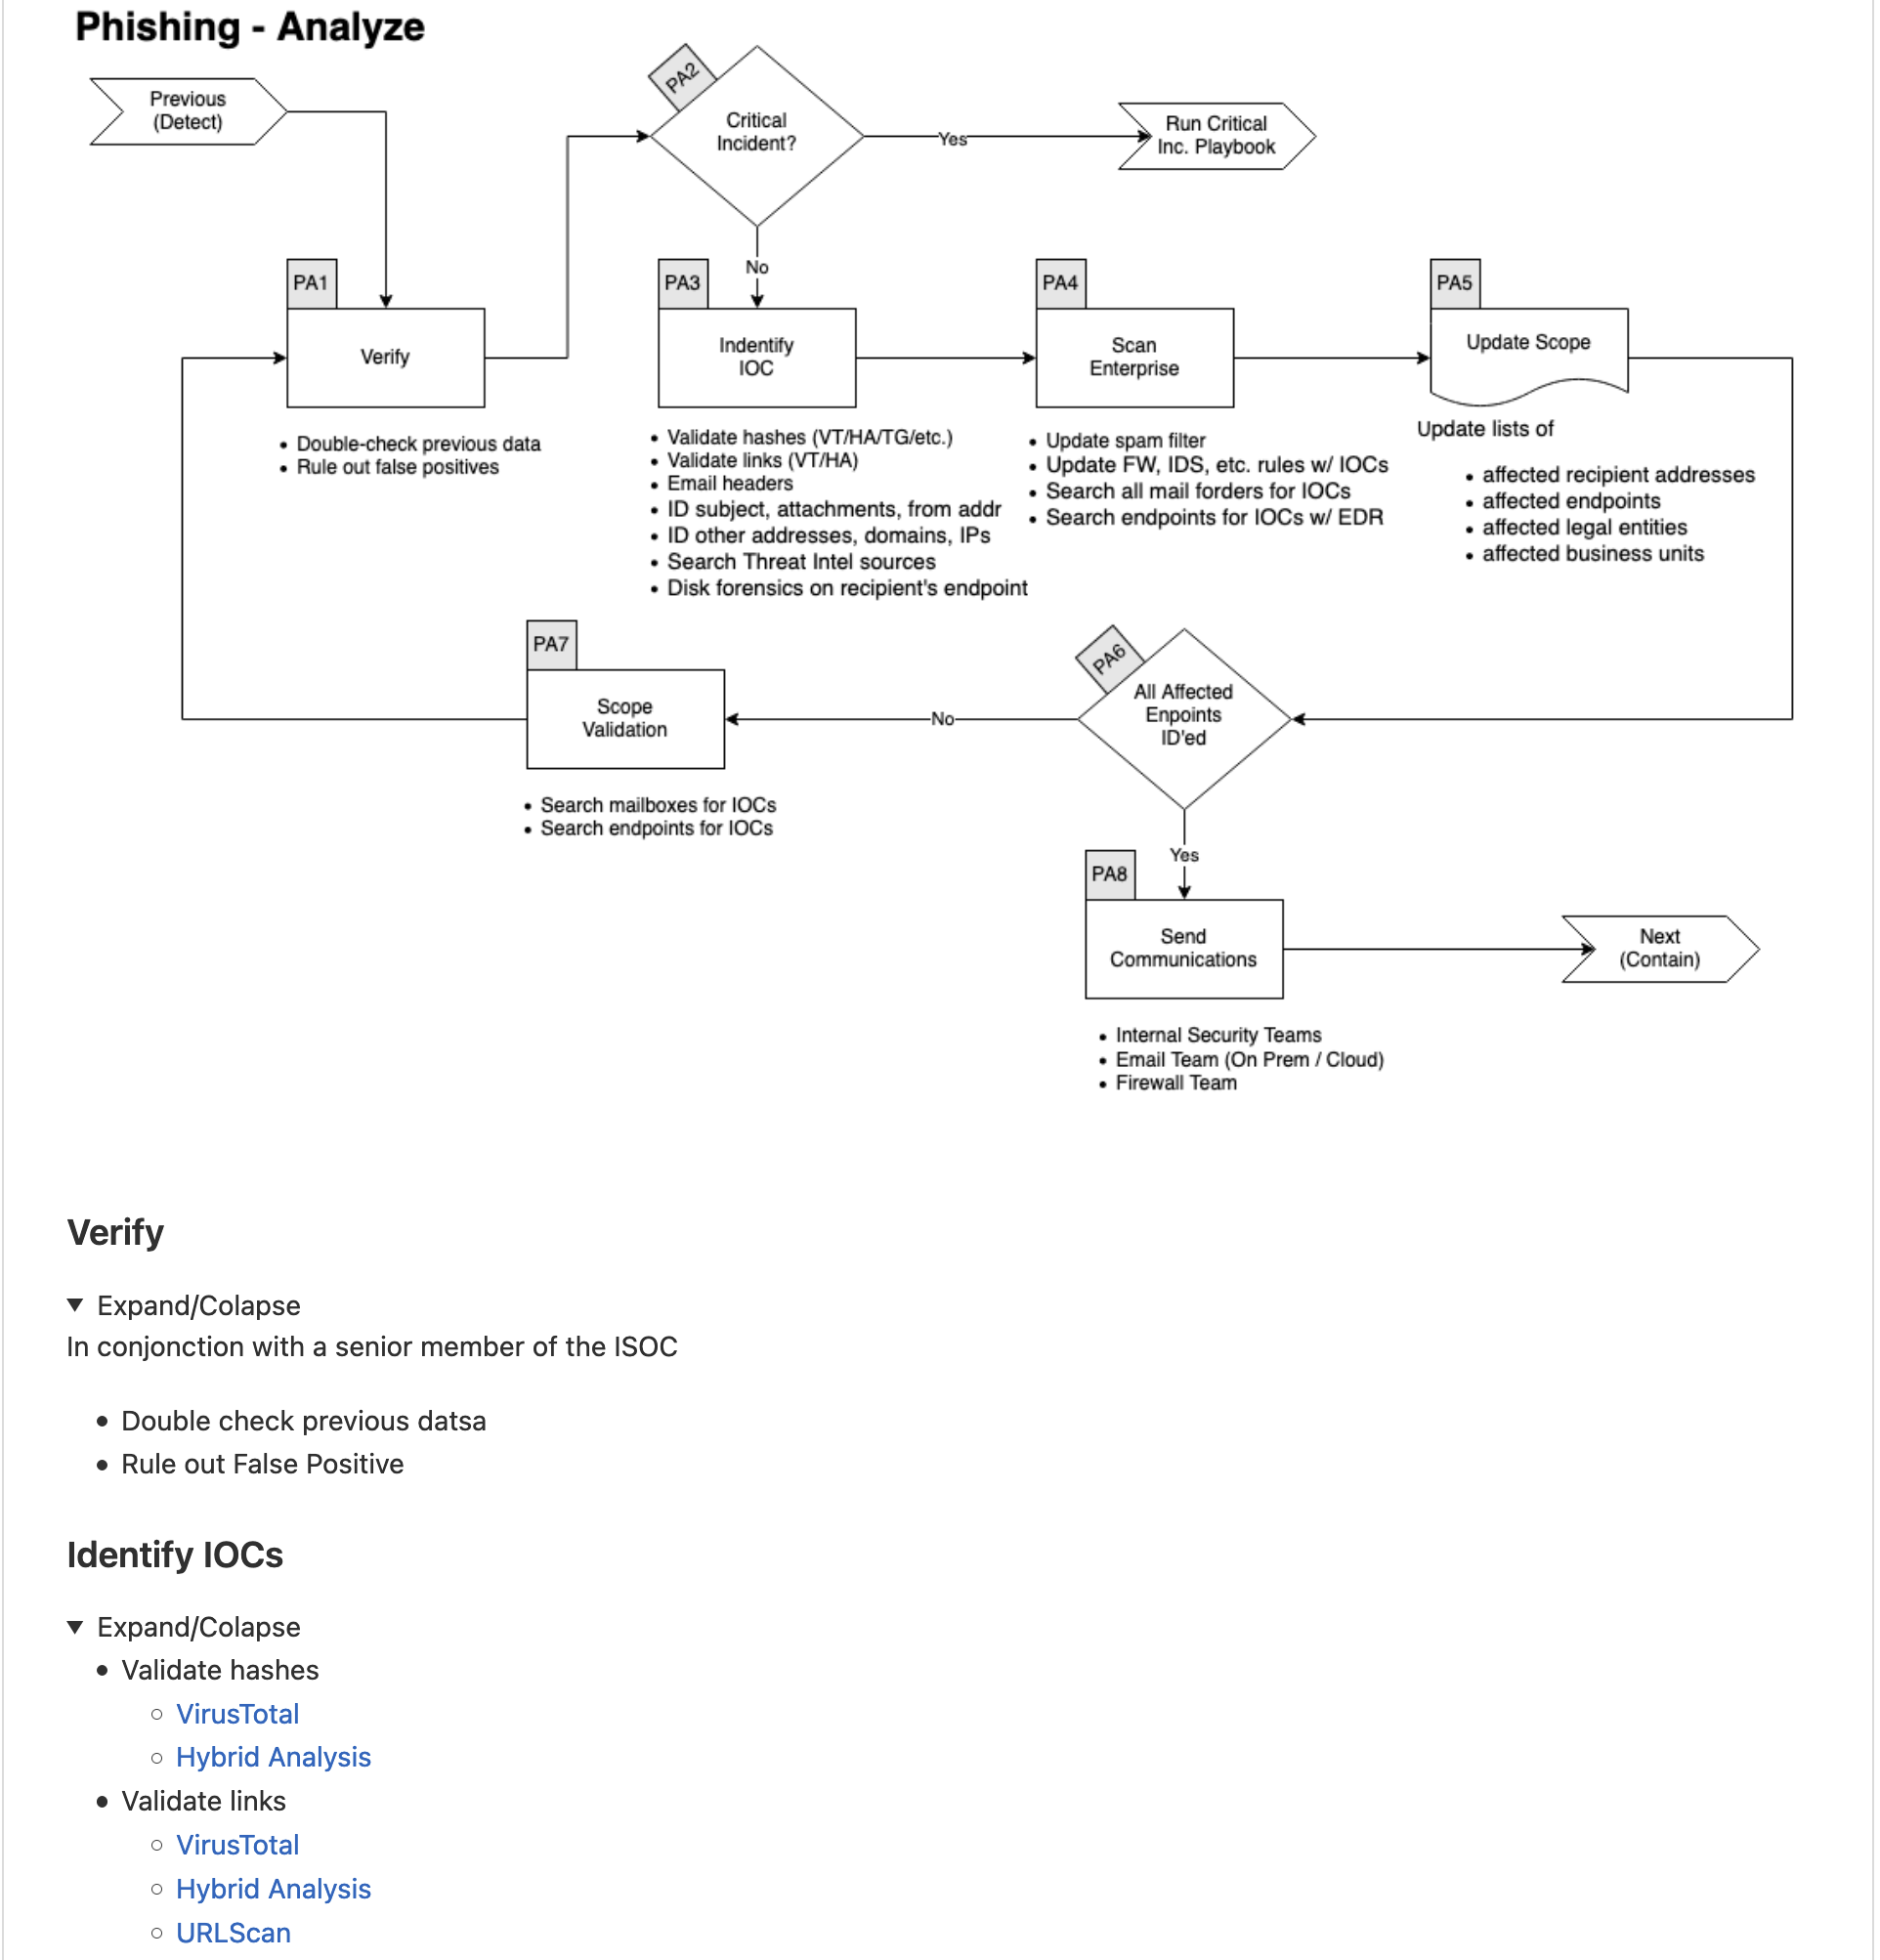 Phishing - Analyze
Previous
(Detect)
PA2
Critical
Incident?
Yes
Run Critical
Inc. Playbook
No
PA1
Verify
• Double-check previous data
• Rule out false positives
PA3
Indentify
IOC
• Validate hashes (VT/HA/TG/etc.)
• Validate links (VT/HA)
• Email headers
• ID subject, attachments, from addr
• ID other addresses, domains, IPs
• Search Threat Intel sources
• Disk forensics on recipient's endpoint
PA4
Scan
Enterprise
• Update spam filter
• Update FW, IDS, etc. rules w/ IOCs
• Search all mail forders for IOCs
• Search endpoints for IOCs w/ EDR
PA5
Update Scope
Update lists of
• affected recipient addresses
• affected endpoints
• affected legal entities
• affected business units
PA6
All Affected
Enpoints
ID'ed
No
PA7
Scope
Validation
• Search mailboxes for IOCs
• Search endpoints for IOCs
Yes
PA8
Send
Communications
• Internal Security Teams
• Email Team (On Prem / Cloud)
• Firewall Team
Next
(Contain)
Verify
▼ Expand/Colapse
In conjonction with a senior member of the ISOC
• Double check previous datsa
• Rule out False Positive
Identify IOCs
▼ Expand/Colapse
• Validate hashes
○ VirusTotal
○ Hybrid Analysis
• Validate links
○ VirusTotal
○ Hybrid Analysis
○ URLScan